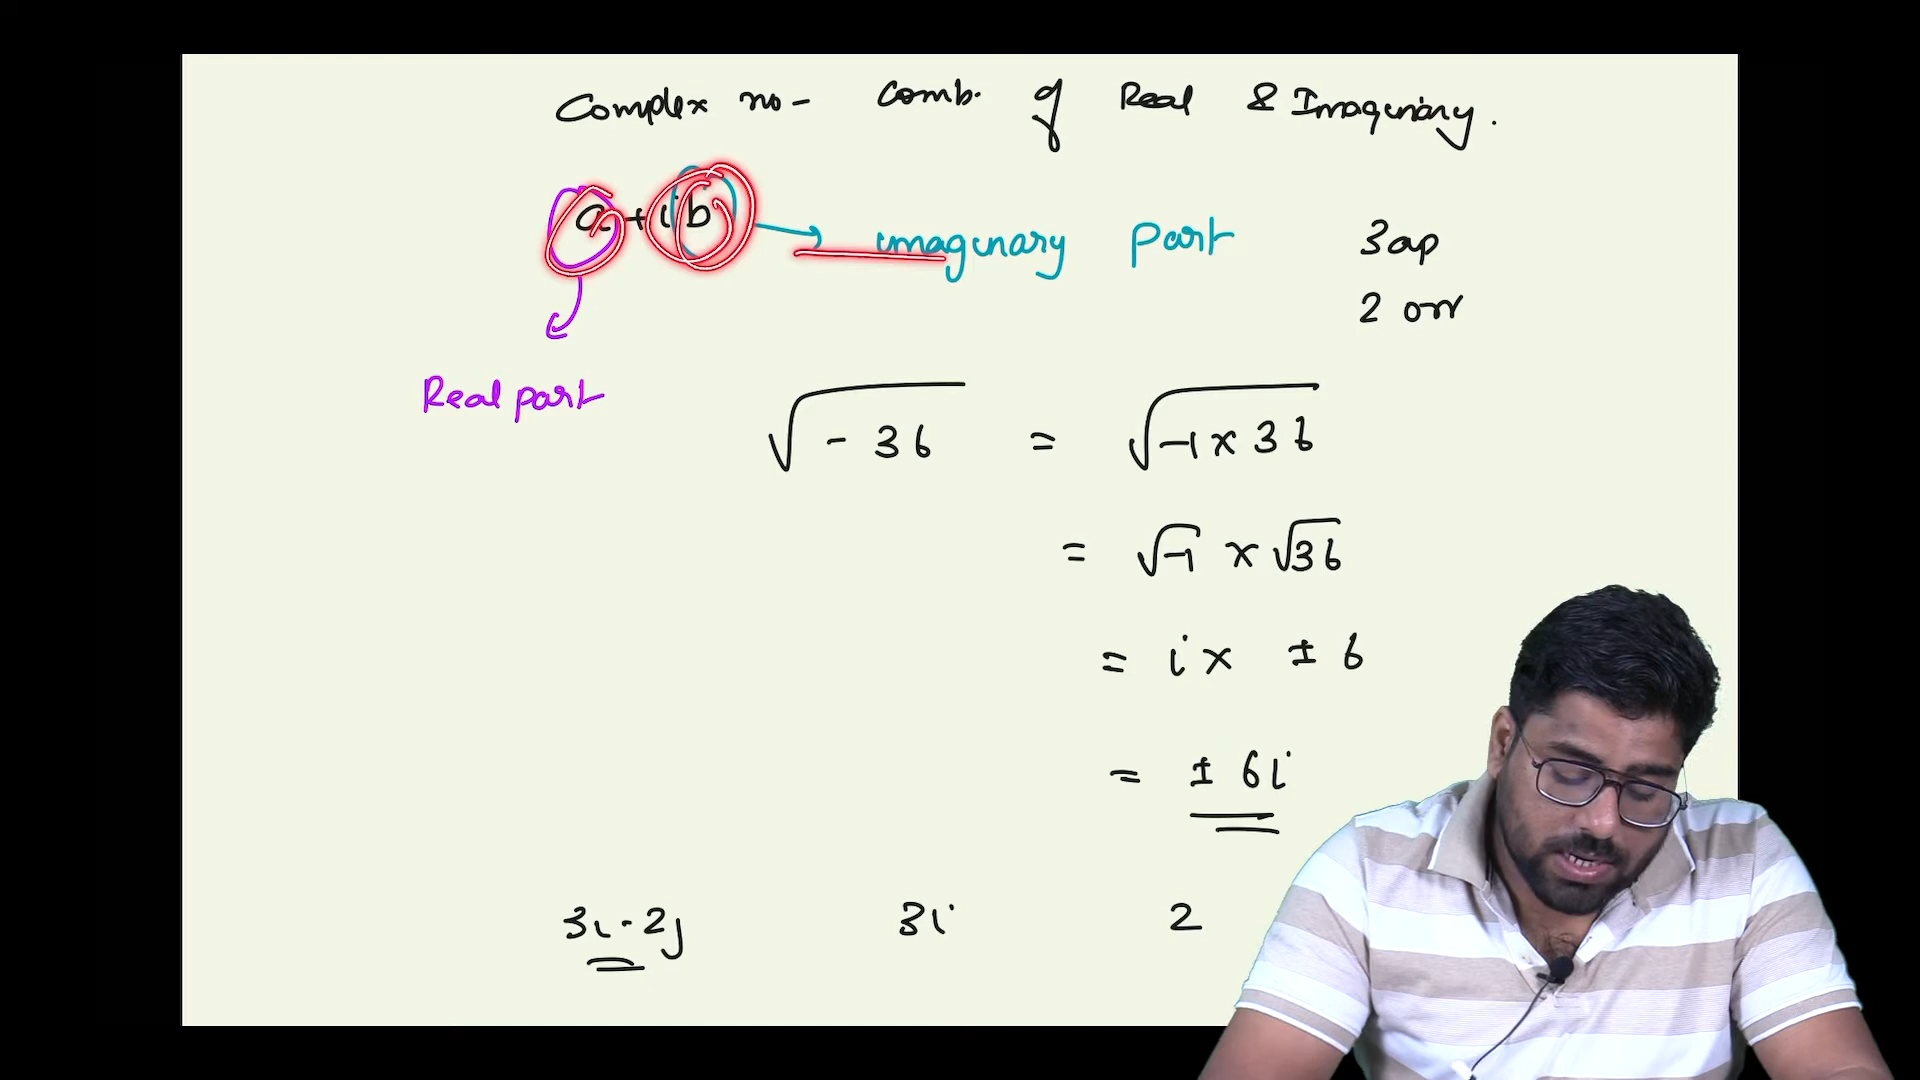 Complex no - Comb. of Real & Imaginary.
a + ib → imaginary part
3ap
2 orr
Real part
√-36 = √-1 x 36
= √-1 x √36
= i x ± 6
= ± 6i
3i - 2j 3i 2